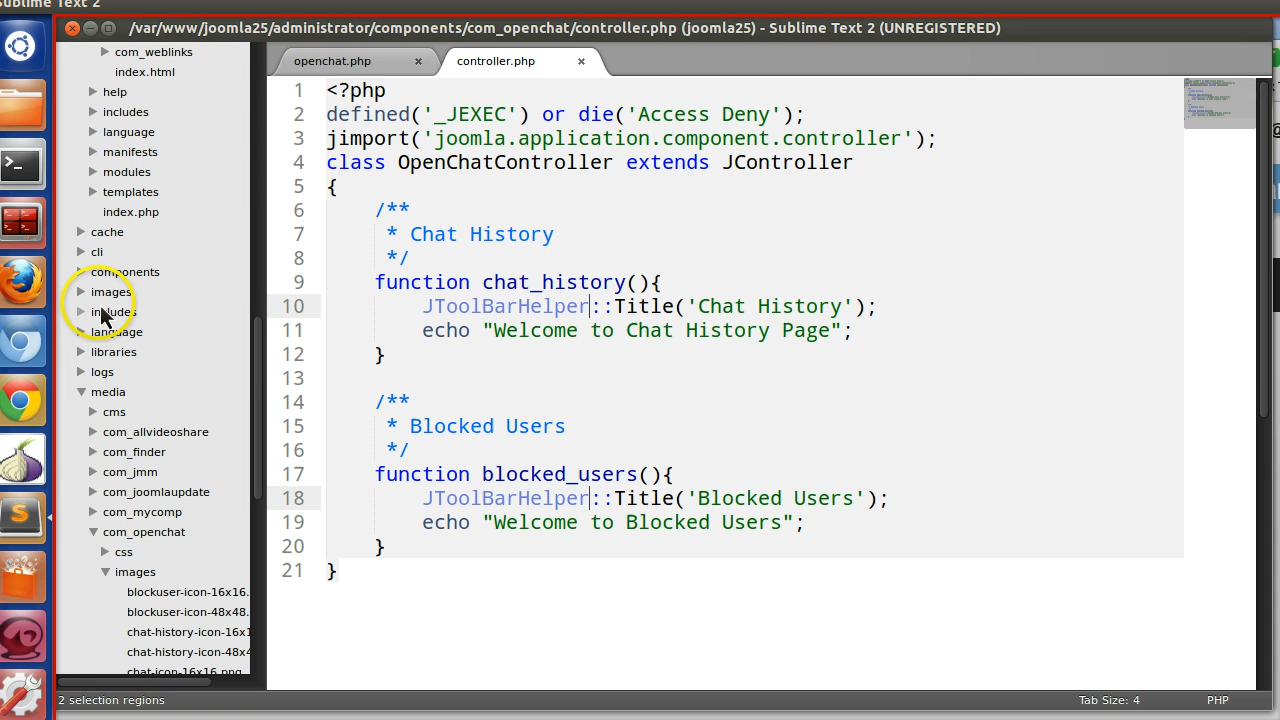 Sublime Text 2
/var/www/joomla25/administrator/components/com_openchat/controller.php (joomla25) - Sublime Text 2 (UNREGISTERED)
com_weblinks
index.html
help
includes
language
manifests
modules
templates
index.php
cache
cli
components
images
includes
language
libraries
logs
media
cms
com_allvideoshare
com_finder
com_jmm
com_joomlaupdate
com_mycomp
com_openchat
css
images
blockuser-icon-16x16.
blockuser-icon-48x48.
chat-history-icon-16x1
chat-history-icon-48x4
chat-icon-16x16.png
openchat.php
controller.php
1 <?php
2 defined('_JEXEC') or die('Access Deny');
3 jimport('joomla.application.component.controller');
4 class OpenChatController extends JController
5 {
6 /**
7 * Chat History
8 */
9 function chat_history(){
10 JToolBarHelper::Title('Chat History');
11 echo "Welcome to Chat History Page";
12 }
13
14 /**
15 * Blocked Users
16 */
17 function blocked_users(){
18 JToolBarHelper::Title('Blocked Users');
19 echo "Welcome to Blocked Users";
20 }
21 }
2 selection regions
Tab Size: 4
PHP